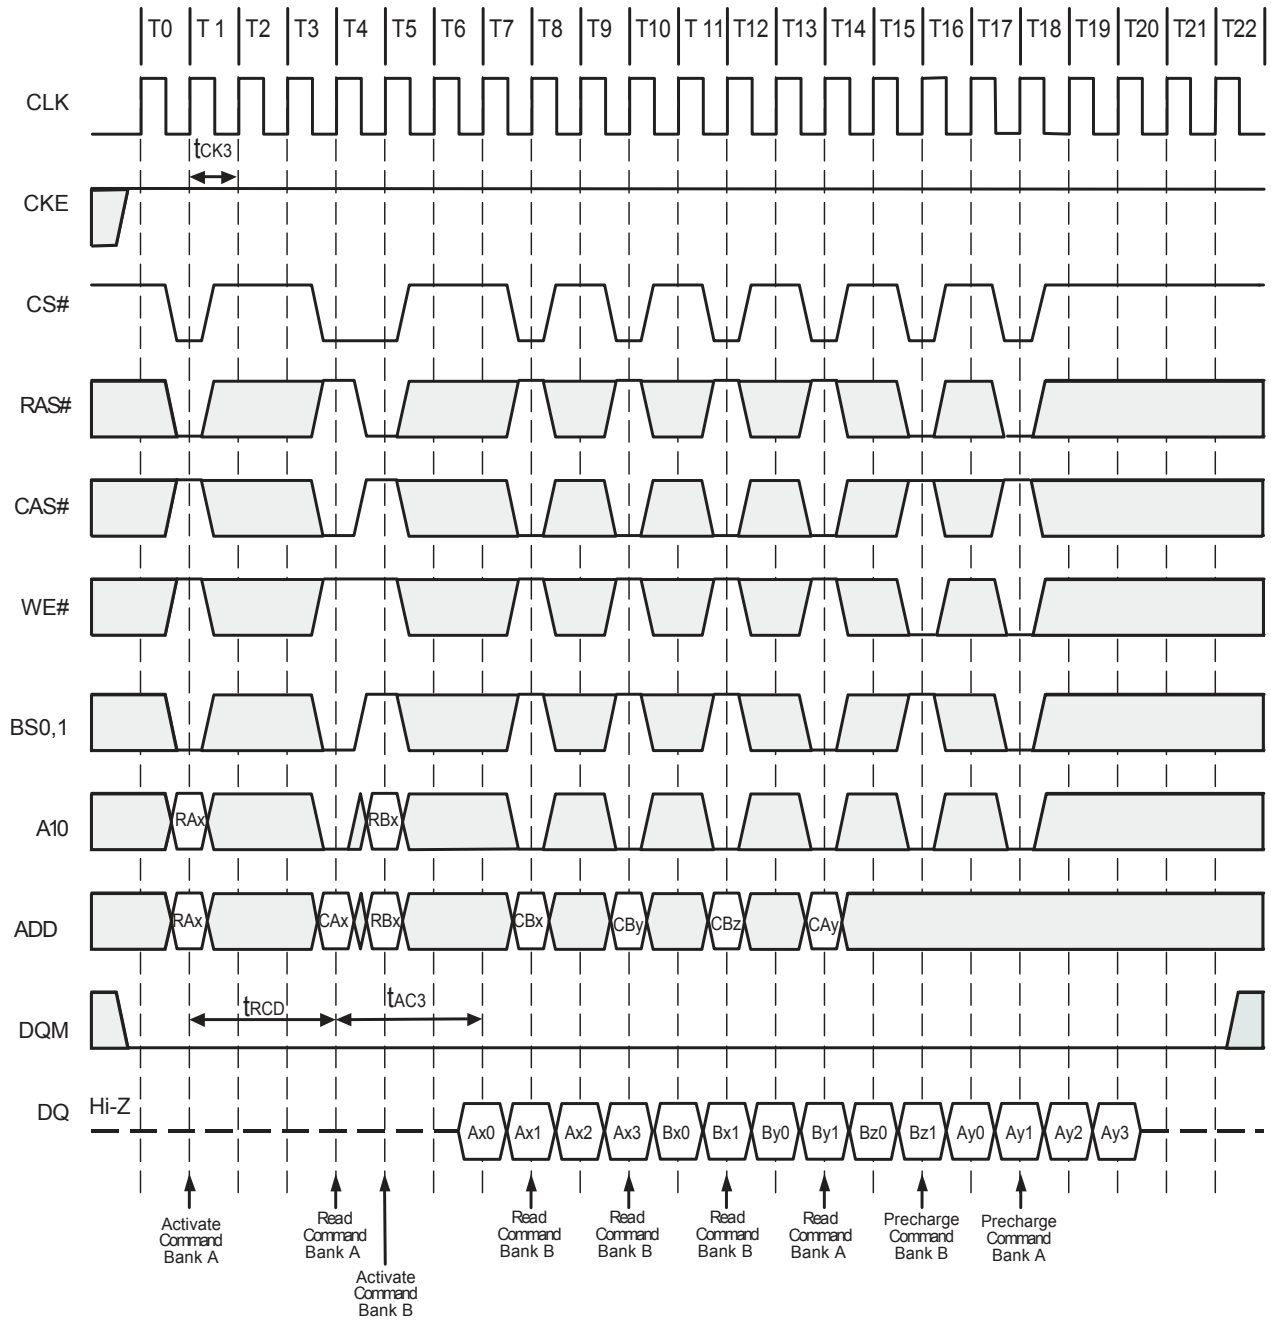 T0 T 1 T2 T3 T4 T5 T6 T7 T8 T9 T10 T 11 T12 T13 T14 T15 T16 T17 T18 T19 T20 T21 T22
CLK
tCK3
CKE
CS#
RAS#
CAS#
WE#
BS0,1
A10 RAx RBx
ADD RAx CAx RBx CBx CBy CBz CAy
tRCD tAC3
DQM
DQ Hi-Z Ax0 Ax1 Ax2 Ax3 Bx0 Bx1 By0 By1 Bz0 Bz1 Ay0 Ay1 Ay2 Ay3
Activate
Command
Bank A
Read
Command
Bank A
Activate
Command
Bank B
Read
Command
Bank B
Read
Command
Bank B
Read
Command
Bank B
Read
Command
Bank A
Precharge
Command
Bank B
Precharge
Command
Bank A